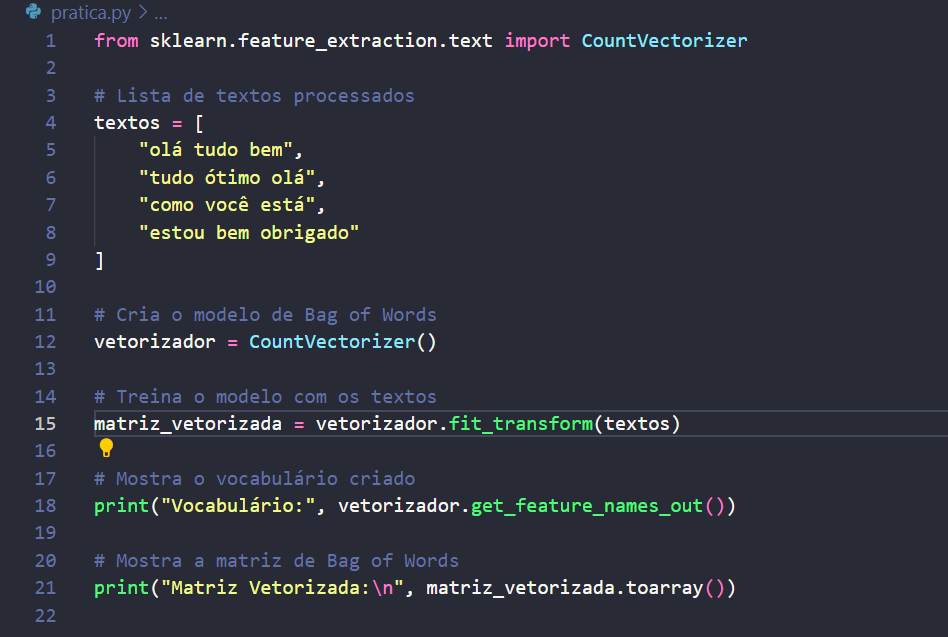 pratica.py > ...
1 from sklearn.feature_extraction.text import CountVectorizer
2
3 # Lista de textos processados
4 textos = [
5     "olá tudo bem",
6     "tudo ótimo olá",
7     "como você está",
8     "estou bem obrigado"
9 ]
10
11 # Cria o modelo de Bag of Words
12 vetorizador = CountVectorizer()
13
14 # Treina o modelo com os textos
15 matriz_vetorizada = vetorizador.fit_transform(textos)
16
17 # Mostra o vocabulário criado
18 print("Vocabulário:", vetorizador.get_feature_names_out())
19
20 # Mostra a matriz de Bag of Words
21 print("Matriz Vetorizada:\n", matriz_vetorizada.toarray())
22